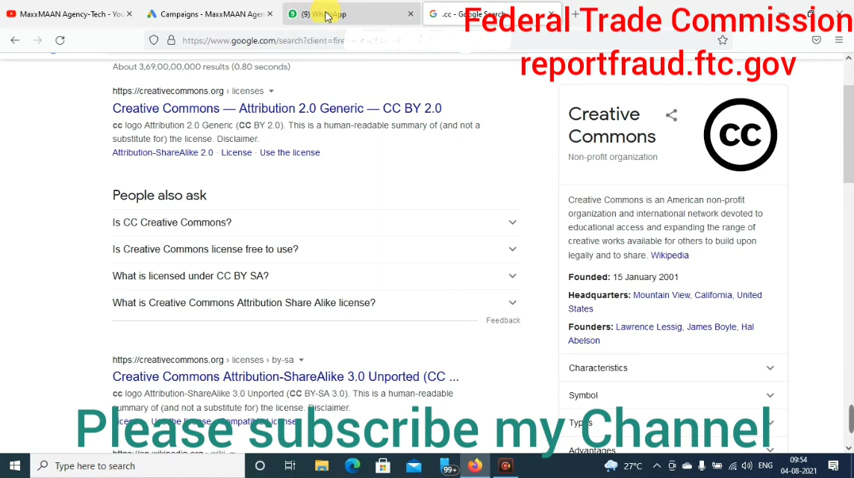 MaxxMAAN Agency-Tech - You
Campaigns - MaxxMAAN Agen
(9) WhatsApp
.cc - Google Search
Federal Trade Commission
reportfraud.ftc.gov
https://www.google.com/search?client=fire
About 3,69,00,00,000 results (0.80 seconds)
https://creativecommons.org › licenses
Creative Commons — Attribution 2.0 Generic — CC BY 2.0
cc logo Attribution 2.0 Generic (CC BY 2.0). This is a human-readable summary of (and not a
substitute for) the license. Disclaimer.
Attribution-ShareAlike 2.0 · License · Use the license
People also ask
Is CC Creative Commons?
Is Creative Commons license free to use?
What is licensed under CC BY SA?
What is Creative Commons Attribution Share Alike license?
Feedback
https://creativecommons.org › licenses › by-sa
Creative Commons Attribution-ShareAlike 3.0 Unported (CC ...
cc logo Attribution-ShareAlike 3.0 Unported (CC BY-SA 3.0). This is a human-readable
summary of (and not a substitute for) the license. Disclaimer.
Use the license
Creative
Commons
cc
Non-profit organization
Creative Commons is an American non-profit
organization and international network devoted to
educational access and expanding the range of
creative works available for others to build upon
legally and to share. Wikipedia
Founded: 15 January 2001
Headquarters: Mountain View, California, United
States
Founders: Lawrence Lessig, James Boyle, Hal
Abelson
Characteristics
Symbol
Types
Advantages
Please subscribe my Channel
Type here to search
99+
27°C
ENG
09:54
04-08-2021